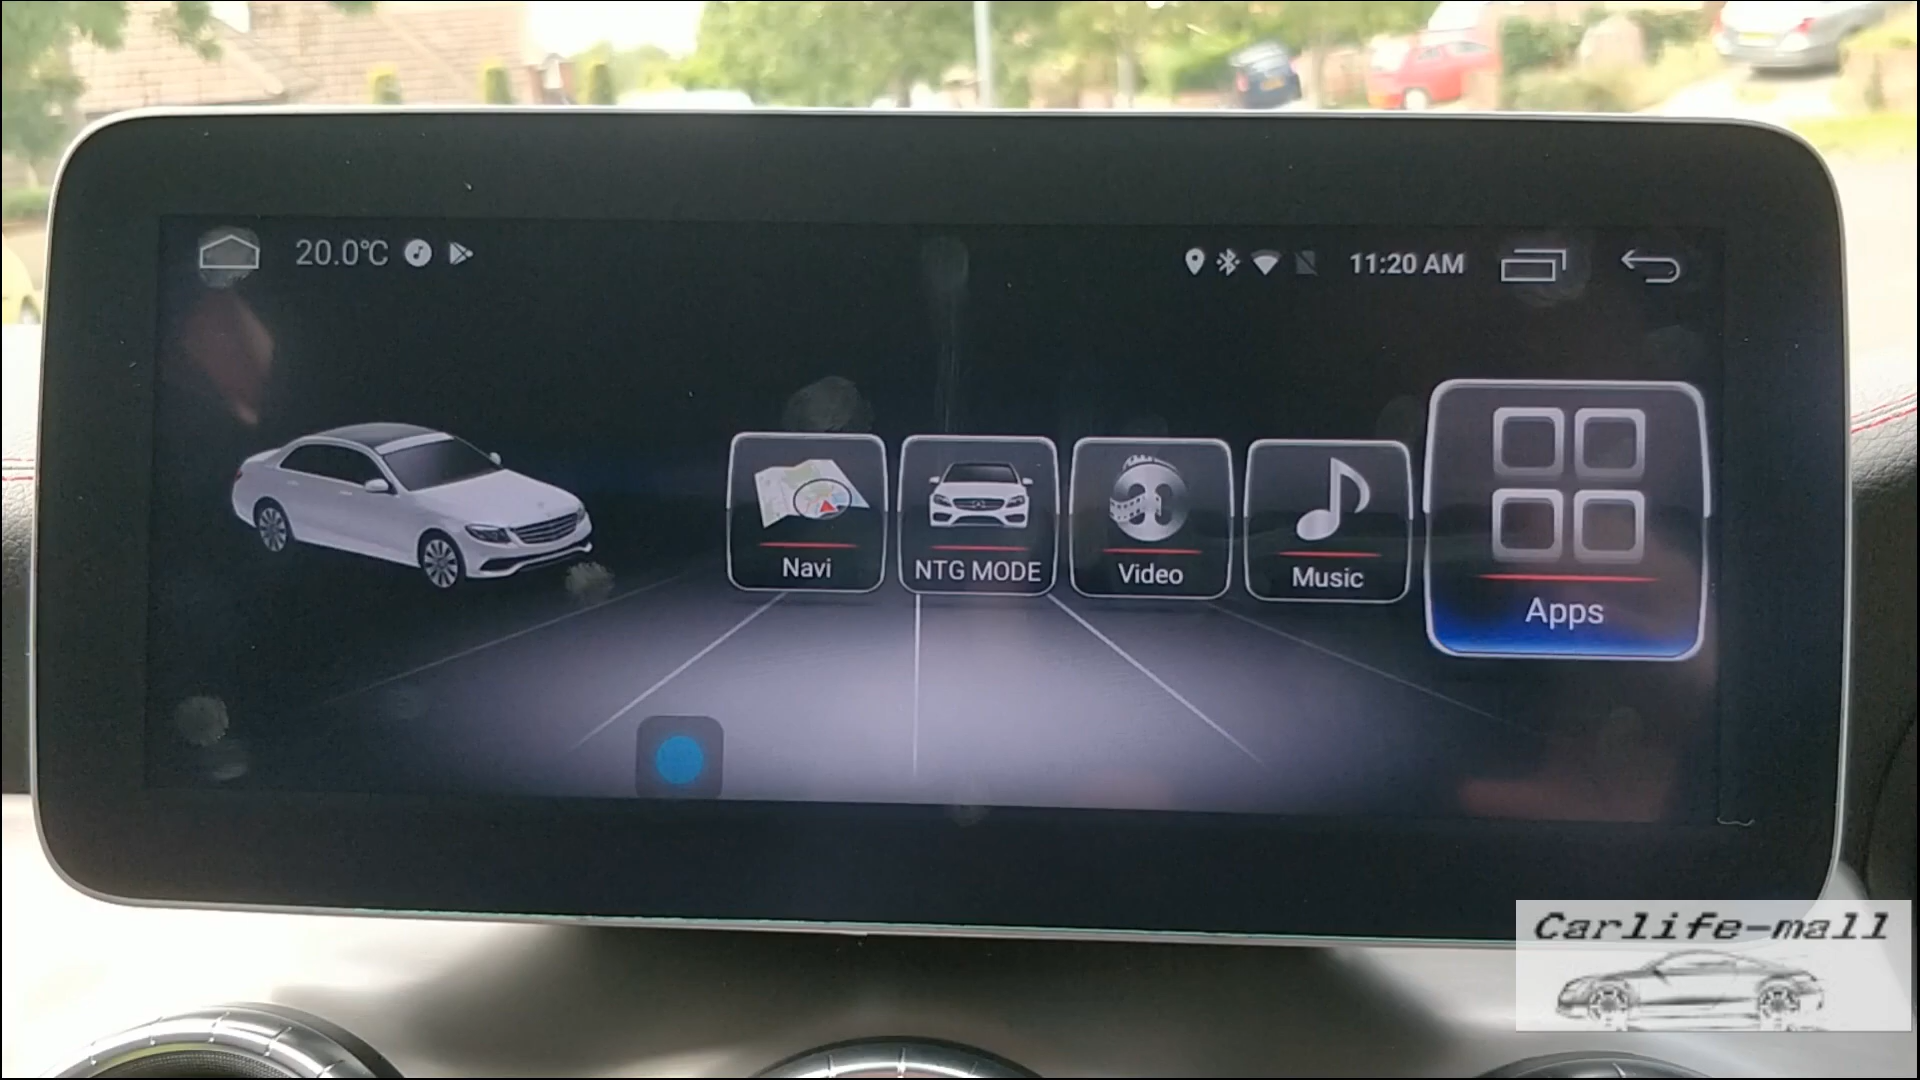 20.0°C
11:20 AM
Navi
NTG MODE
Video
Music
Apps
Carlife-mall